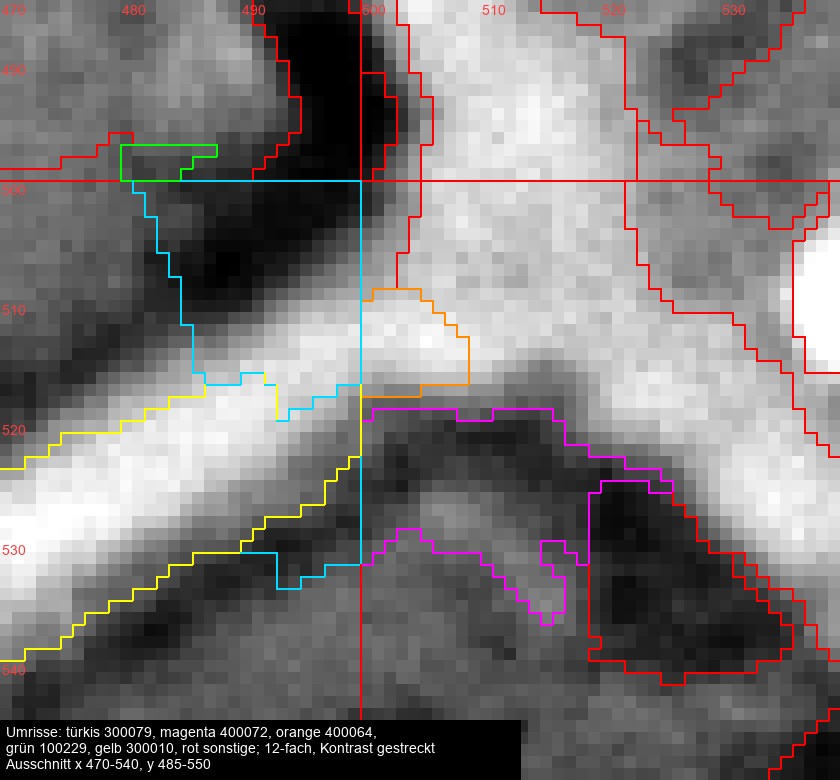 475 480 490 500 510 520 530
490
500
510
520
530
540
Umrisse: türkis 300079, magenta 400072, orange 400064,
grün 100229, gelb 300010, rot sonstige; 12-fach, Kontrast gestreckt
Ausschnitt x 470-540, y 485-550